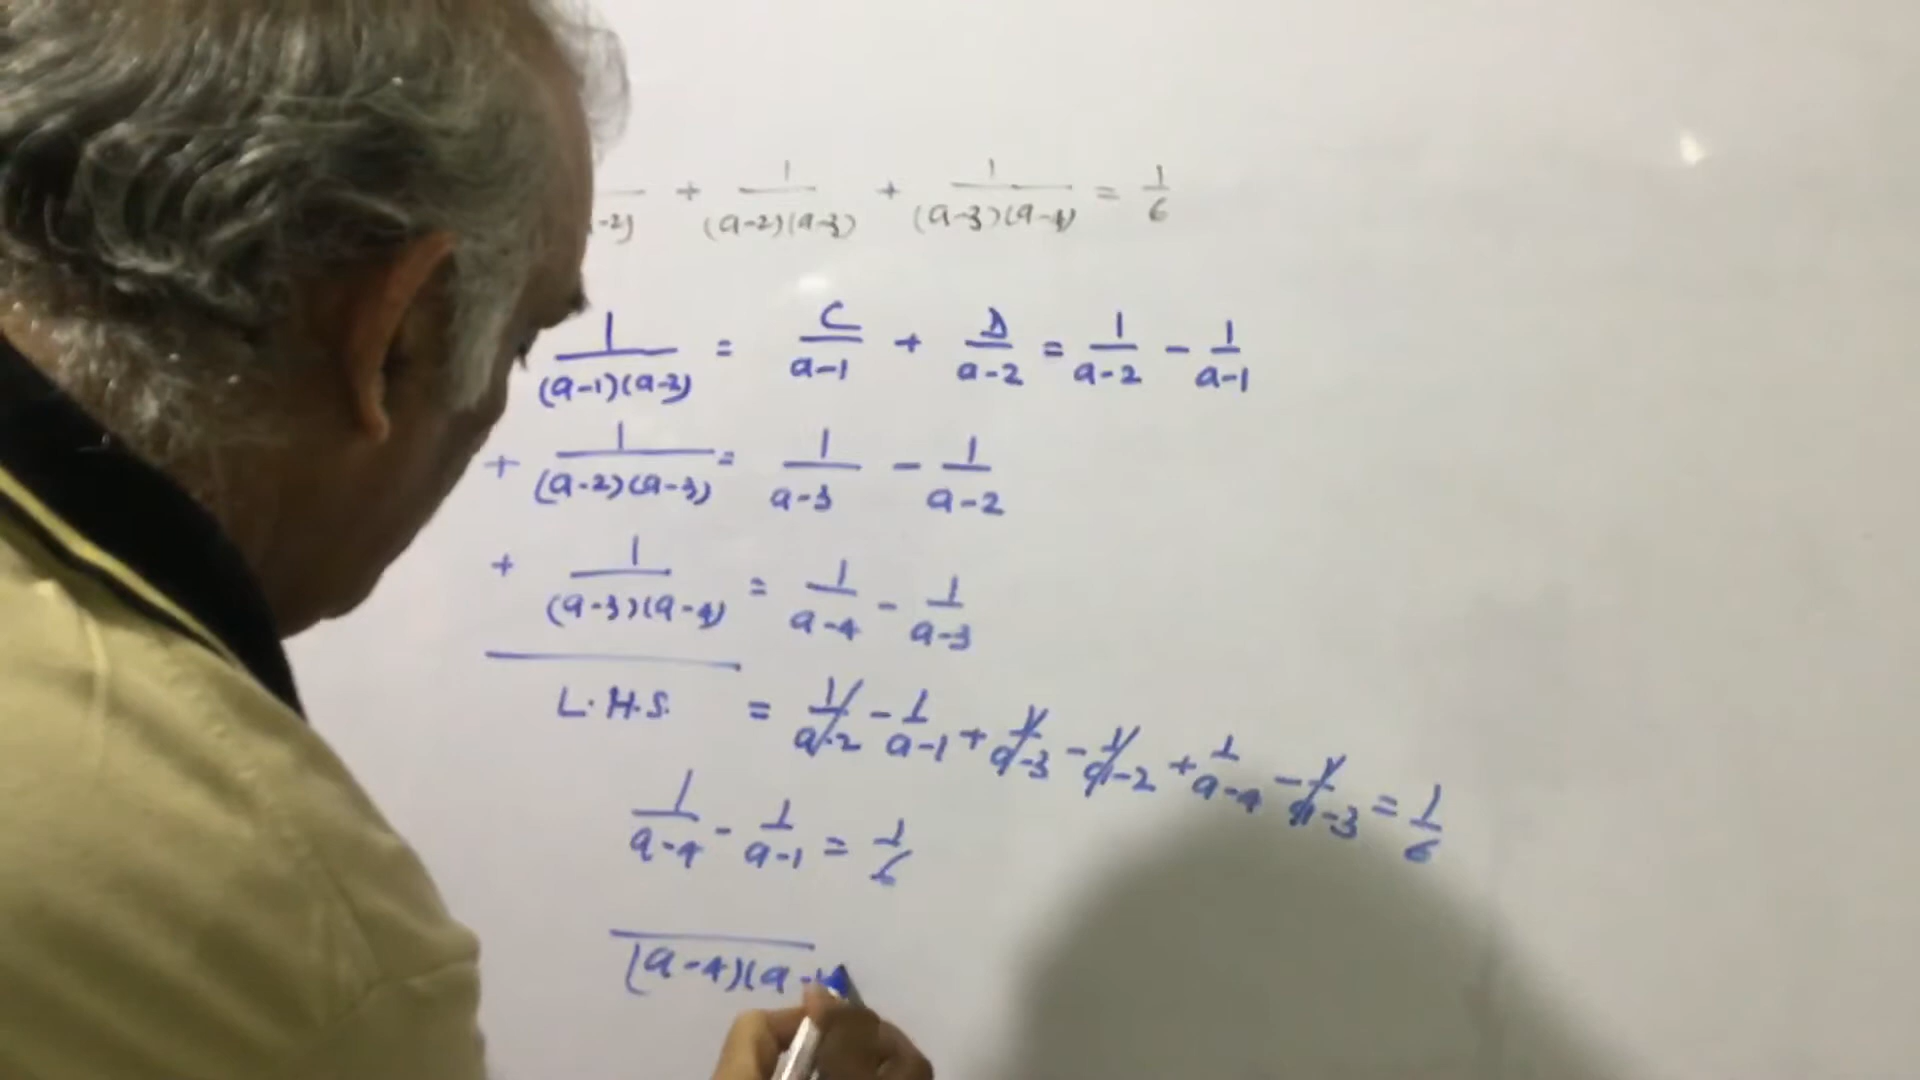 -2) + 1/(a-2)(a-3) + 1/(a-3)(a-4) = 1/6
1/(a-1)(a-2) = C/a-1 + D/a-2 = 1/a-2 - 1/a-1
+ 1/(a-2)(a-3) = 1/a-3 - 1/a-2
+ 1/(a-3)(a-4) = 1/a-4 - 1/a-3
L.H.S. = 1/a-2 - 1/a-1 + 1/a-3 - 1/a-2 + 1/a-4 - 1/a-3 = 1/6
1/a-4 - 1/a-1 = 1/6
(a-4)(a-